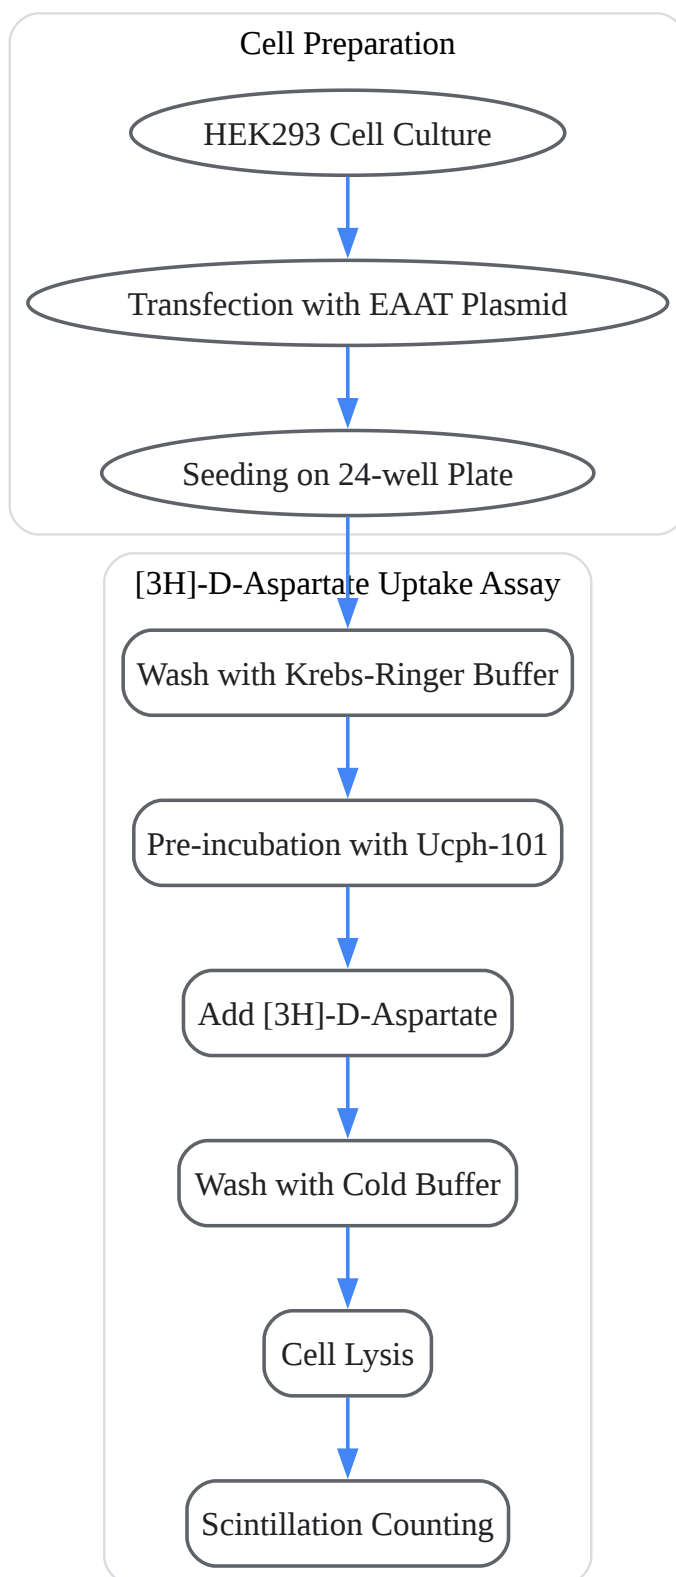 Cell Preparation
HEK293 Cell Culture
Transfection with EAAT Plasmid
Seeding on 24-well Plate
[3H]-D-Aspartate Uptake Assay
Wash with Krebs-Ringer Buffer
Pre-incubation with Ucph-101
Add [3H]-D-Aspartate
Wash with Cold Buffer
Cell Lysis
Scintillation Counting